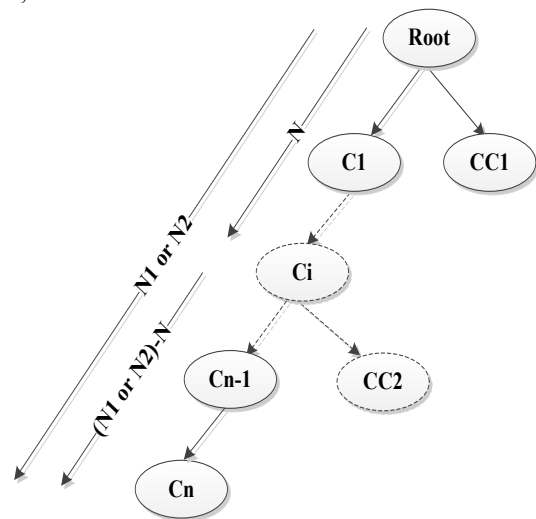 Root
N
C1
CC1
N1 or N2
Ci
(N1 or N2)-N
Cn-1
CC2
Cn